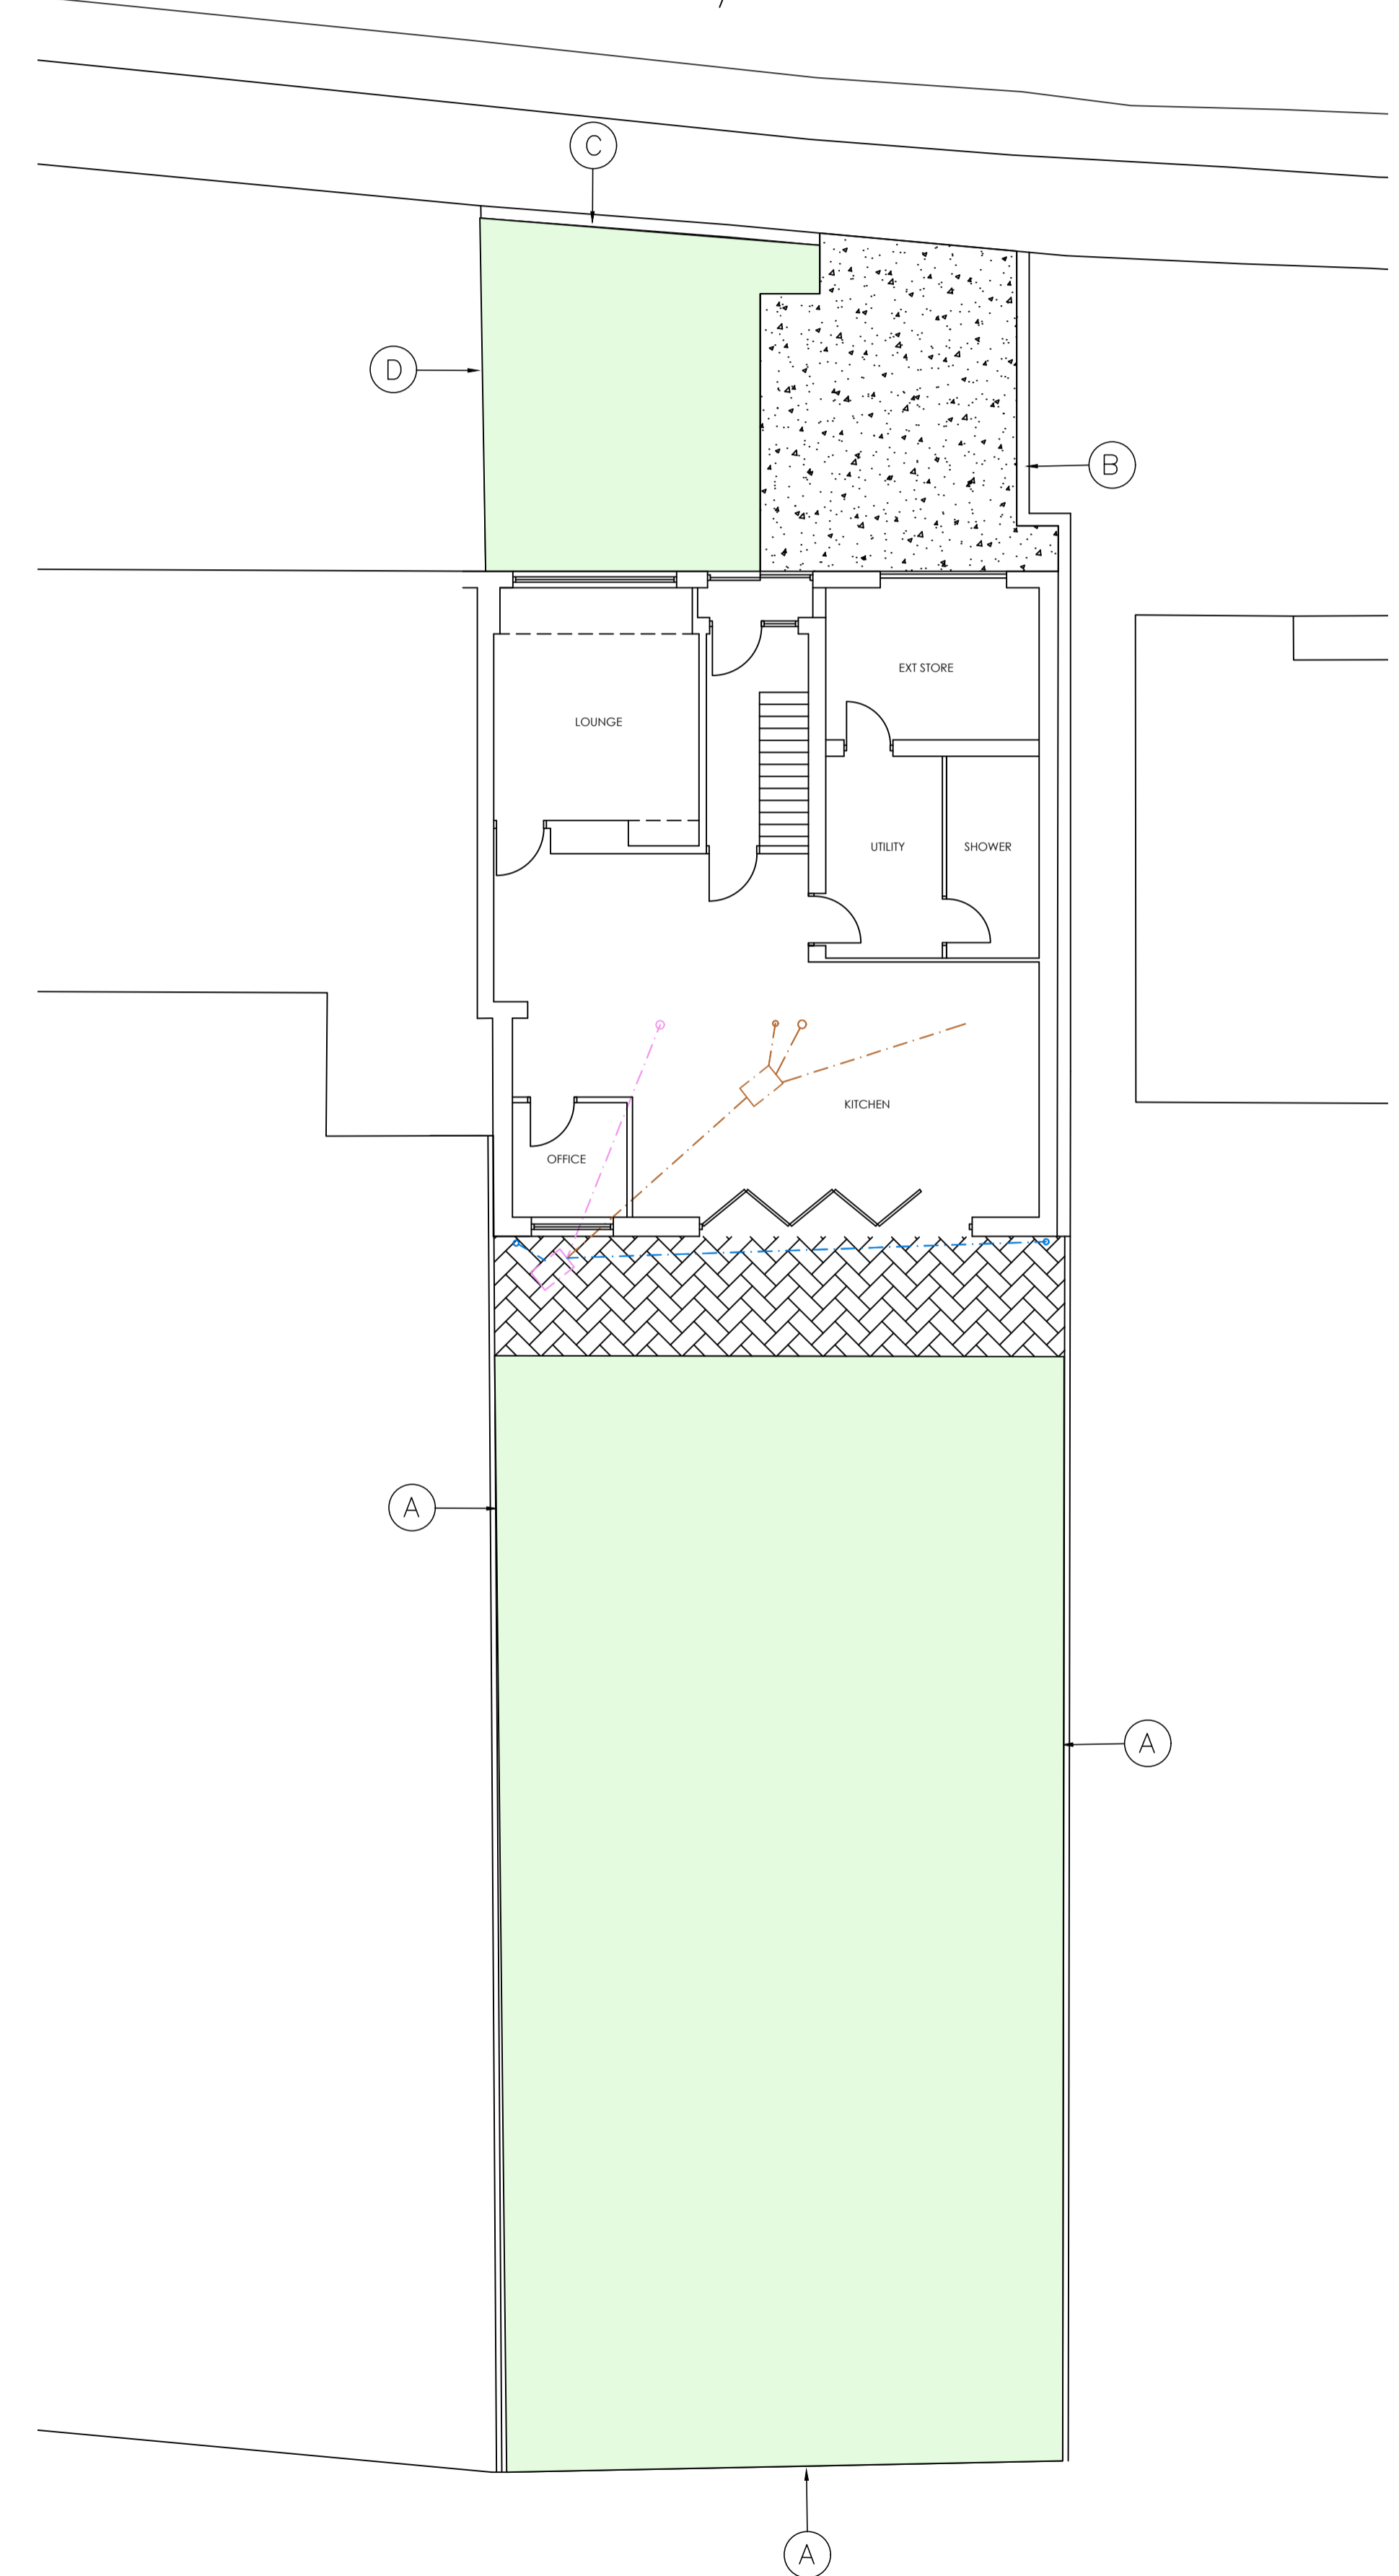 C
D
B
EXT STORE
LOUNGE
UTILITY
SHOWER
KITCHEN
OFFICE
A
A
A